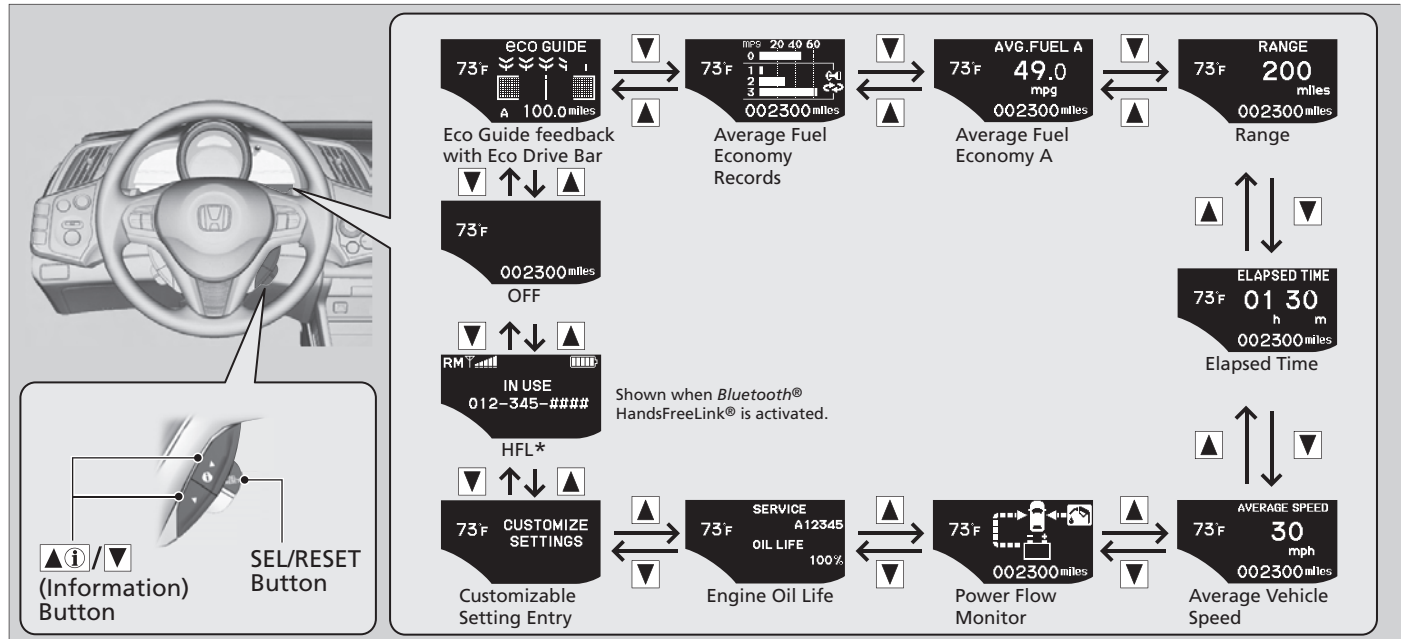 eco GUIDE
73°F
A 100.0 miles
Eco Guide feedback
with Eco Drive Bar
▼
▲
mpg 20 40 60
0
73°F
1
2
3
002300 miles
Average Fuel
Economy
Records
▼
▲
AVG.FUEL A
73°F
49.0
mpg
002300 miles
Average Fuel
Economy A
▼
▲
RANGE
73°F
200
miles
002300 miles
Range
▼ ▲
73°F
002300 miles
OFF
▲ ▼
ELAPSED TIME
73°F
01 30
h m
002300 miles
Elapsed Time
▼ ▲
RM
IN USE
012-345-####
HFL*
Shown when Bluetooth®
HandsFreeLink® is activated.
▲ ▼
▼ ▲
73°F
CUSTOMIZE
SETTINGS
Customizable
Setting Entry
▲
▼
SERVICE
A12345
73°F
OIL LIFE
100%
Engine Oil Life
▲
▼
73°F
002300 miles
Power Flow
Monitor
▲
▼
AVERAGE SPEED
73°F
30
mph
002300 miles
Average Vehicle
Speed
▲ⓘ/▼
(Information)
Button
SEL/RESET
Button